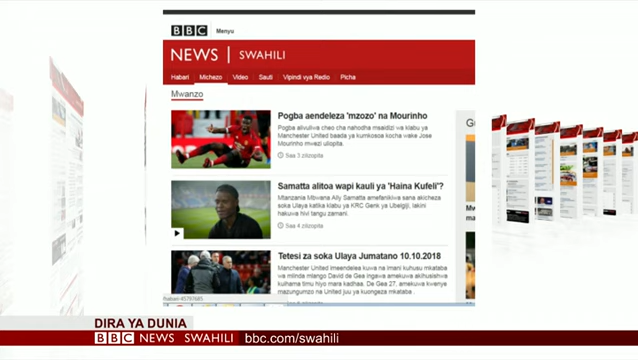 BBC Menyu
NEWS | SWAHILI
Habari Michezo Video Sauti Vipindi vya Redio Picha
Mwanzo
Pogba aendeleza 'mzozo' na Mourinho
Pogba alivuliwa cheo cha nahodha msaidizi wa klabu ya
Manchester United baada ya kumkosoa kocha wake Jose
Mourinho mwezi uliopita.
Saa 3 zilizopita
Samatta alitoa wapi kauli ya 'Haina Kufeli'?
Mtanzania Mbwana Ally Samatta amefanikiwa sana akicheza
soka Ulaya katika klabu ya KRC Genk ya Ubelgiji, lakini
hakuwa hivi tangu zamani.
Saa 4 zilizopita
Tetesi za soka Ulaya Jumatano 10.10.2018
Manchester United imeendelea kuwa na imani kuhusu mkataba
wa mlinda mlango David de Gea ingawa amekuwa akihusishwa
kuihama timu hiyo mara kadhaa. De Gea 27, amekuwa kwenye
mazungumzo na United juu ya kuongeza mkataba .
DIRA YA DUNIA
BBC NEWS SWAHILI bbc.com/swahili